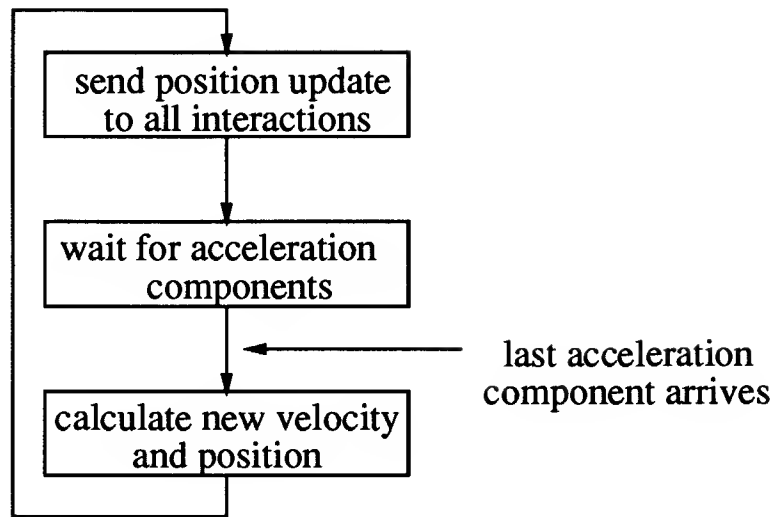 send position update
to all interactions
wait for acceleration
components
last acceleration
component arrives
calculate new velocity
and position